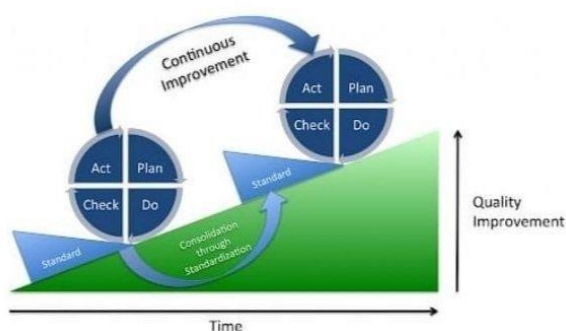 Continuous
Improvement
Act
Plan
Check
Do
Standard
Act
Plan
Check
Do
Standard
Consolidation
through
Standardization
Quality
Improvement
Time